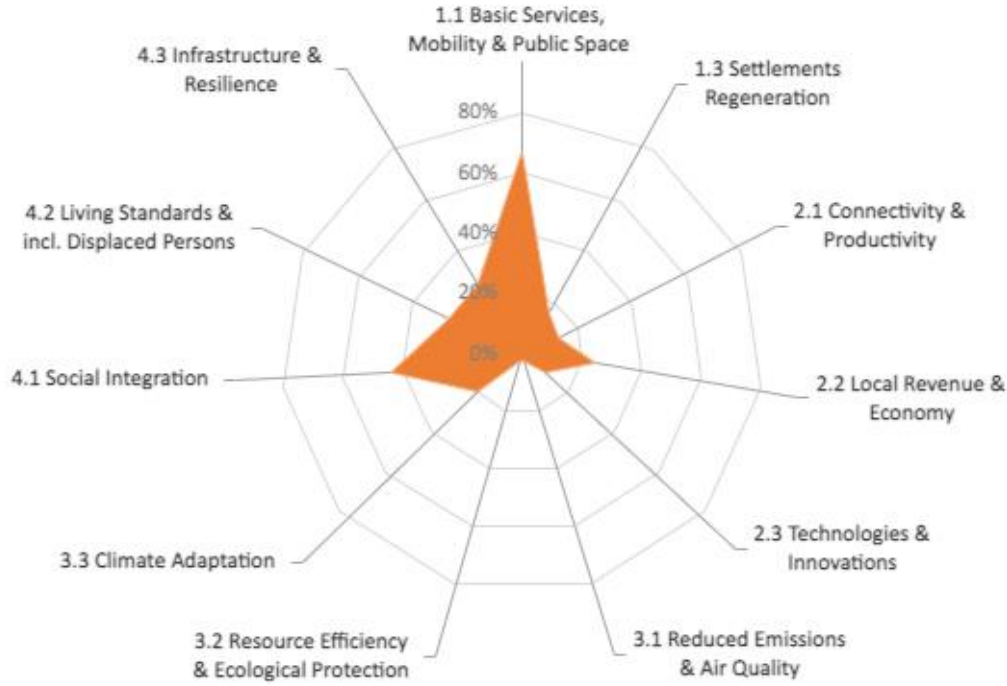 1.1 Basic Services,
Mobility & Public Space
1.3 Settlements
Regeneration
2.1 Connectivity &
Productivity
2.2 Local Revenue &
Economy
2.3 Technologies &
Innovations
3.1 Reduced Emissions
& Air Quality
3.2 Resource Efficiency
& Ecological Protection
3.3 Climate Adaptation
4.1 Social Integration
4.2 Living Standards &
incl. Displaced Persons
4.3 Infrastructure &
Resilience
80%
60%
40%
20%
0%